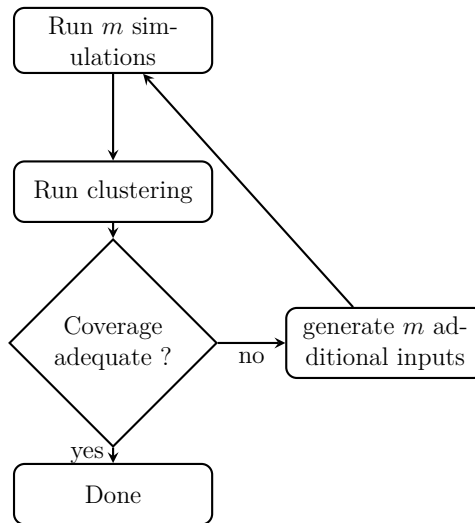 Run m sim-
ulations
Run clustering
Coverage
adequate ?
no
generate m ad-
ditional inputs
yes
Done